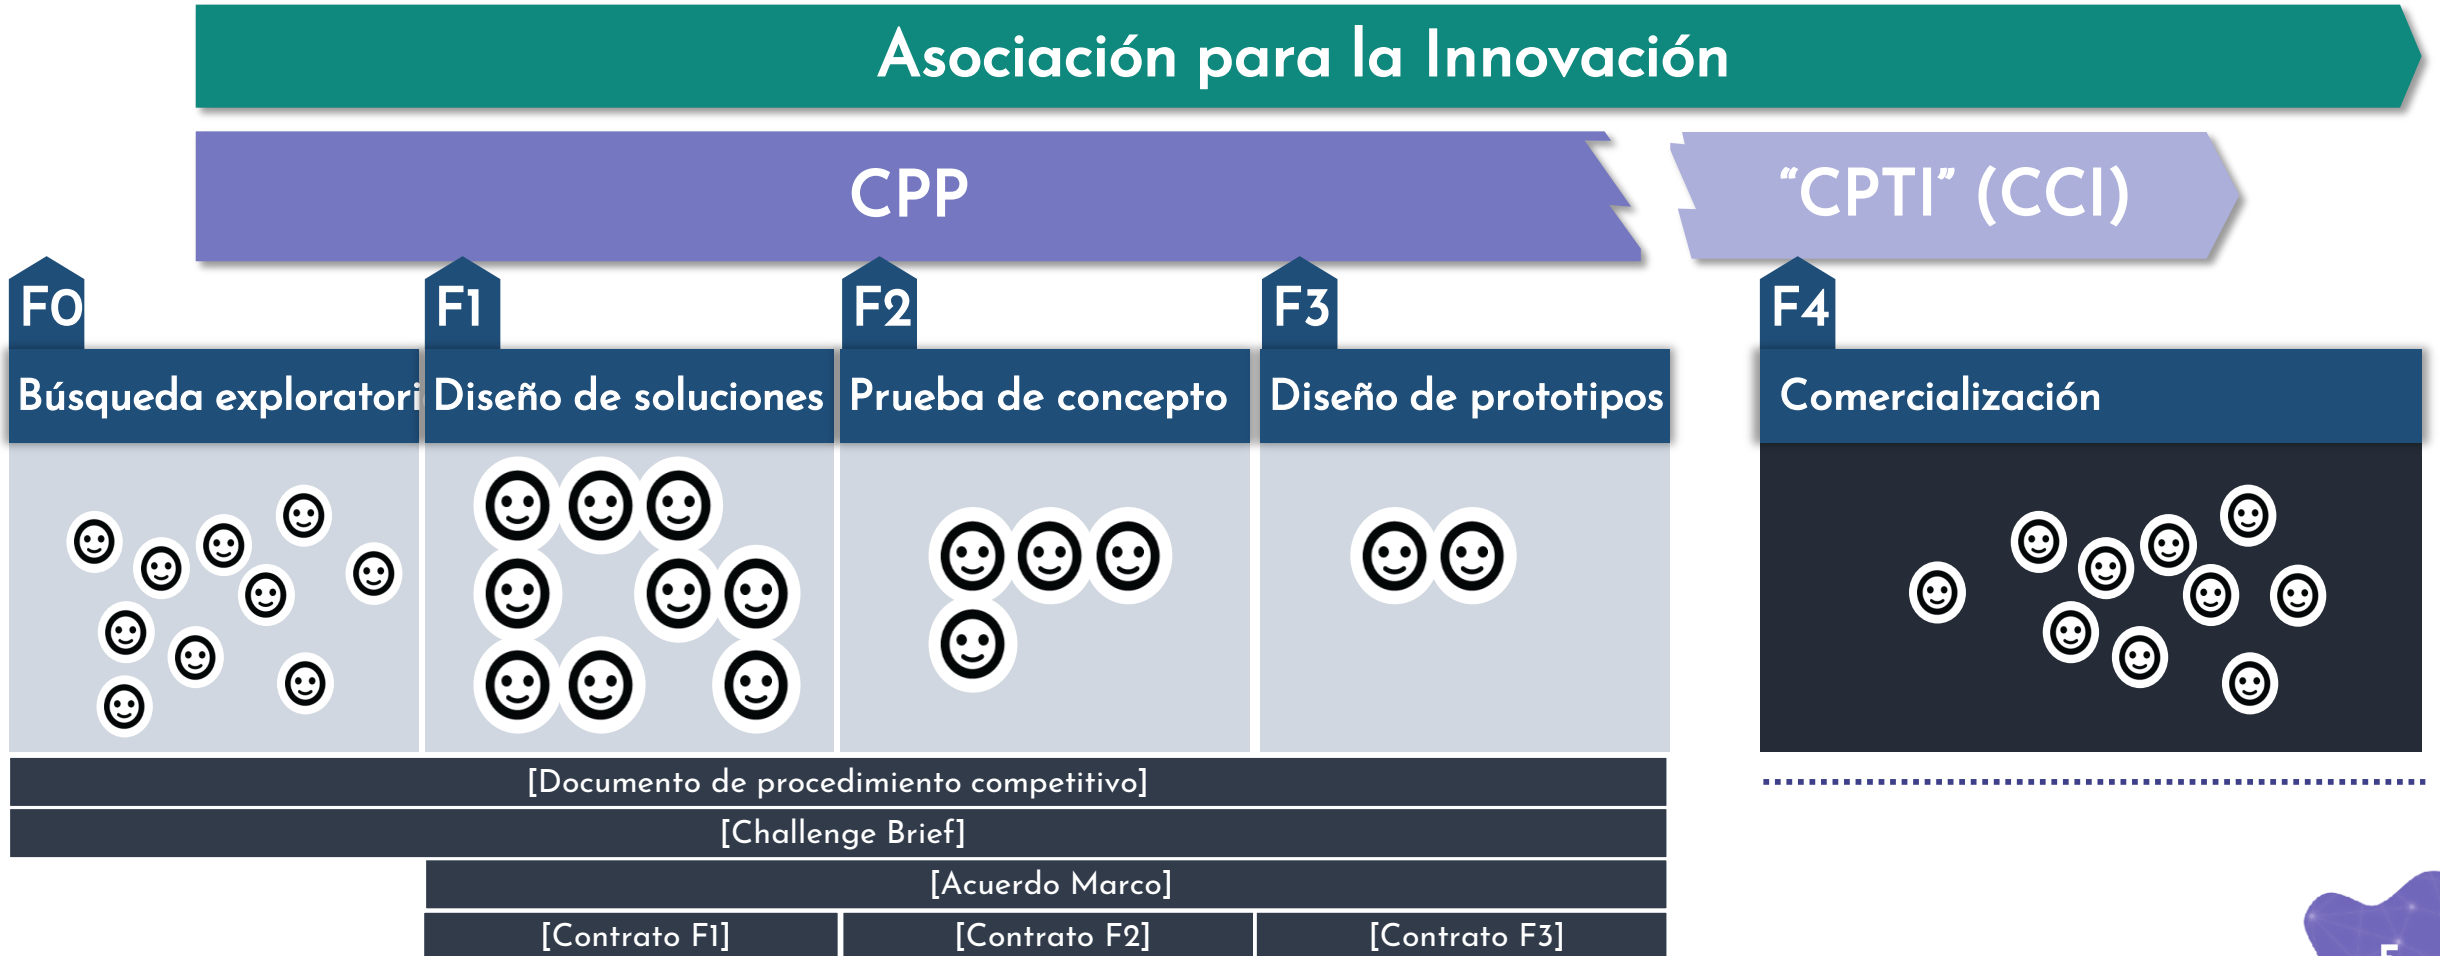 Asociación para la Innovación
CPP
“CPTI” (CCI)
F0
F1
F2
F3
F4
Búsqueda exploratori
Diseño de soluciones
Prueba de concepto
Diseño de prototipos
Comercialización
[Documento de procedimiento competitivo]
[Challenge Brief]
[Acuerdo Marco]
[Contrato F1]
[Contrato F2]
[Contrato F3]